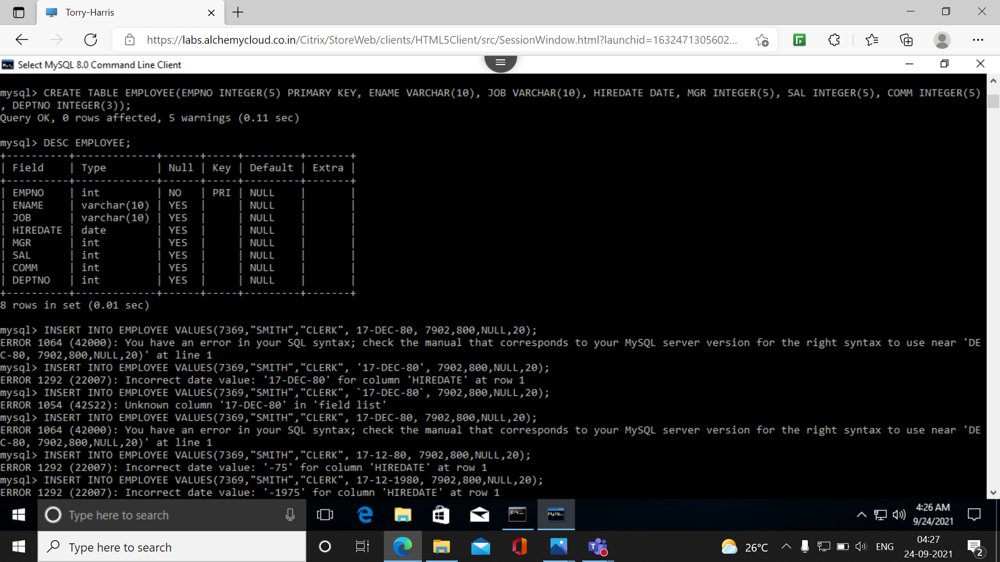 Torry-Harris
https://labs.alchemycloud.co.in/Citrix/StoreWeb/clients/HTML5Client/src/SessionWindow.html?launchid=1632471305602...
Select MySQL 8.0 Command Line Client
mysql> CREATE TABLE EMPLOYEE(EMPNO INTEGER(5) PRIMARY KEY, ENAME VARCHAR(10), JOB VARCHAR(10), HIREDATE DATE, MGR INTEGER(5), SAL INTEGER(5), COMM INTEGER(5)
, DEPTNO INTEGER(3));
Query OK, 0 rows affected, 5 warnings (0.11 sec)
mysql> DESC EMPLOYEE;
+----------+-------------+------+-----+---------+-------+
| Field    | Type        | Null | Key | Default | Extra |
+----------+-------------+------+-----+---------+-------+
| EMPNO    | int         | NO   | PRI | NULL    |       |
| ENAME    | varchar(10) | YES  |     | NULL    |       |
| JOB      | varchar(10) | YES  |     | NULL    |       |
| HIREDATE | date        | YES  |     | NULL    |       |
| MGR      | int         | YES  |     | NULL    |       |
| SAL      | int         | YES  |     | NULL    |       |
| COMM     | int         | YES  |     | NULL    |       |
| DEPTNO   | int         | YES  |     | NULL    |       |
+----------+-------------+------+-----+---------+-------+
8 rows in set (0.01 sec)
mysql> INSERT INTO EMPLOYEE VALUES(7369,"SMITH","CLERK", 17-DEC-80, 7902,800,NULL,20);
ERROR 1064 (42000): You have an error in your SQL syntax; check the manual that corresponds to your MySQL server version for the right syntax to use near 'DE
C-80, 7902,800,NULL,20)' at line 1
mysql> INSERT INTO EMPLOYEE VALUES(7369,"SMITH","CLERK", '17-DEC-80', 7902,800,NULL,20);
ERROR 1292 (22007): Incorrect date value: '17-DEC-80' for column 'HIREDATE' at row 1
mysql> INSERT INTO EMPLOYEE VALUES(7369,"SMITH","CLERK", `17-DEC-80`, 7902,800,NULL,20);
ERROR 1054 (42S22): Unknown column '17-DEC-80' in 'field list'
mysql> INSERT INTO EMPLOYEE VALUES(7369,"SMITH","CLERK", 17-DEC-80, 7902,800,NULL,20);
ERROR 1064 (42000): You have an error in your SQL syntax; check the manual that corresponds to your MySQL server version for the right syntax to use near 'DE
C-80, 7902,800,NULL,20)' at line 1
mysql> INSERT INTO EMPLOYEE VALUES(7369,"SMITH","CLERK", 17-12-80, 7902,800,NULL,20);
ERROR 1292 (22007): Incorrect date value: '-75' for column 'HIREDATE' at row 1
mysql> INSERT INTO EMPLOYEE VALUES(7369,"SMITH","CLERK", 17-12-1980, 7902,800,NULL,20);
ERROR 1292 (22007): Incorrect date value: '-1975' for column 'HIREDATE' at row 1
Type here to search
4:26 AM
9/24/2021
Type here to search
26°C
ENG
04:27
24-09-2021
2